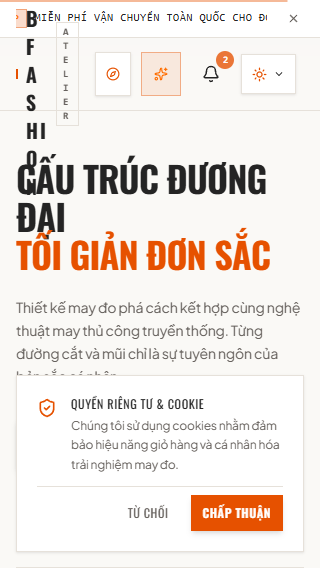 MIỄN PHÍ VẬN CHUYỂN TOÀN QUỐC CHO
B
F
A
S
HI
O
N
A
T
E
L
I
E
R
2
CẤU TRÚC ĐƯƠNG
ĐẠI
TỐI GIẢN ĐƠN SẮC
Thiết kế may đo phá cách kết hợp cùng nghệ
thuật may thủ công truyền thống. Từng
đường cắt và mũi chỉ là sự tuyên ngôn của
QUYỀN RIÊNG TƯ & COOKIE
Chúng tôi sử dụng cookies nhằm đảm
bảo hiệu năng giỏ hàng và cá nhân hóa
trải nghiệm may đo.
TỪ CHỐI
CHẤP THUẬN